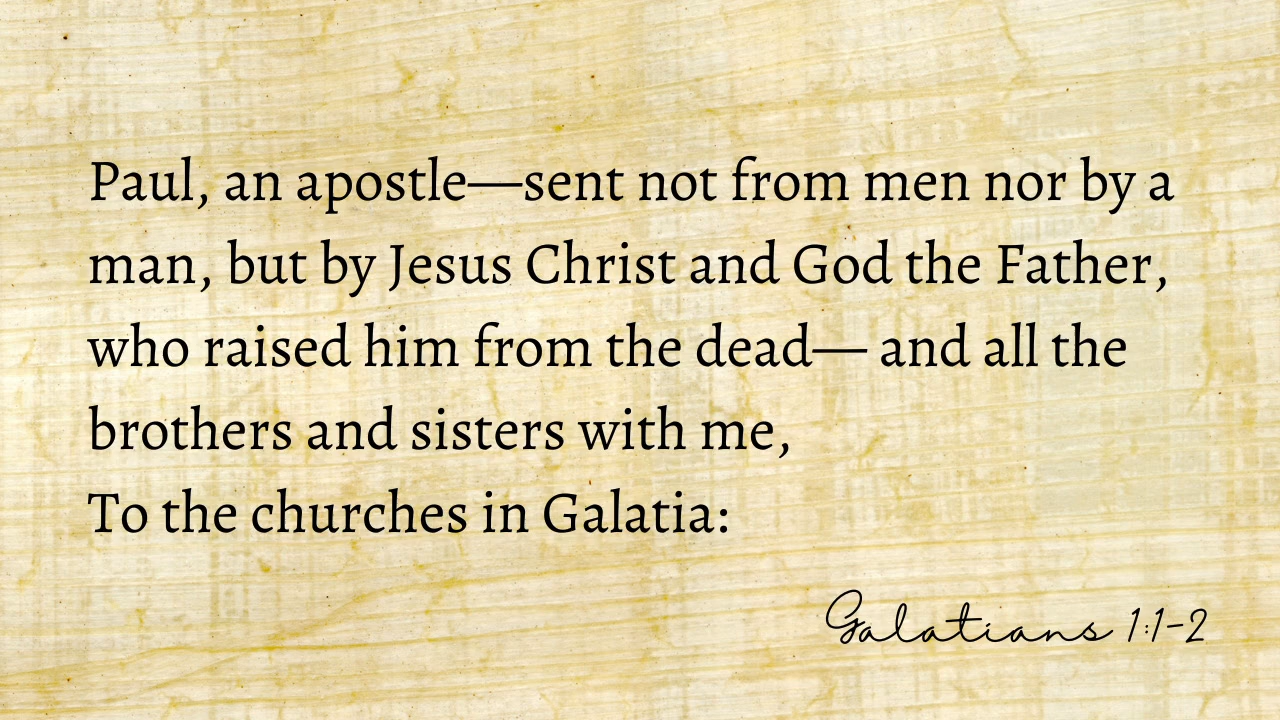 Paul, an apostle—sent not from men nor by a
man, but by Jesus Christ and God the Father,
who raised him from the dead— and all the
brothers and sisters with me,
To the churches in Galatia:
Galatians 1:1-2